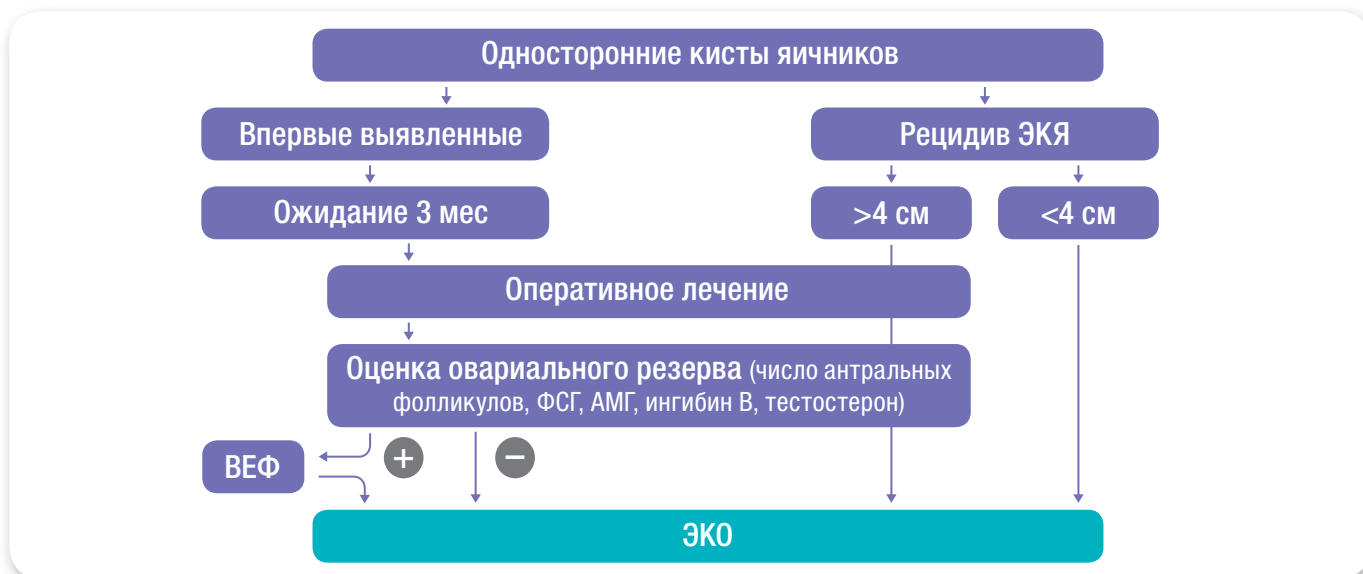 Односторонние кисты яичников
Впервые выявленные
Рецидив ЭКЯ
Ожидание 3 мес
>4 см
<4 см
Оперативное лечение
Оценка овариального резерва (число антральных
фолликулов, ФСГ, АМГ, ингибин В, тестостерон)
ВЕФ
+
−
ЭКО